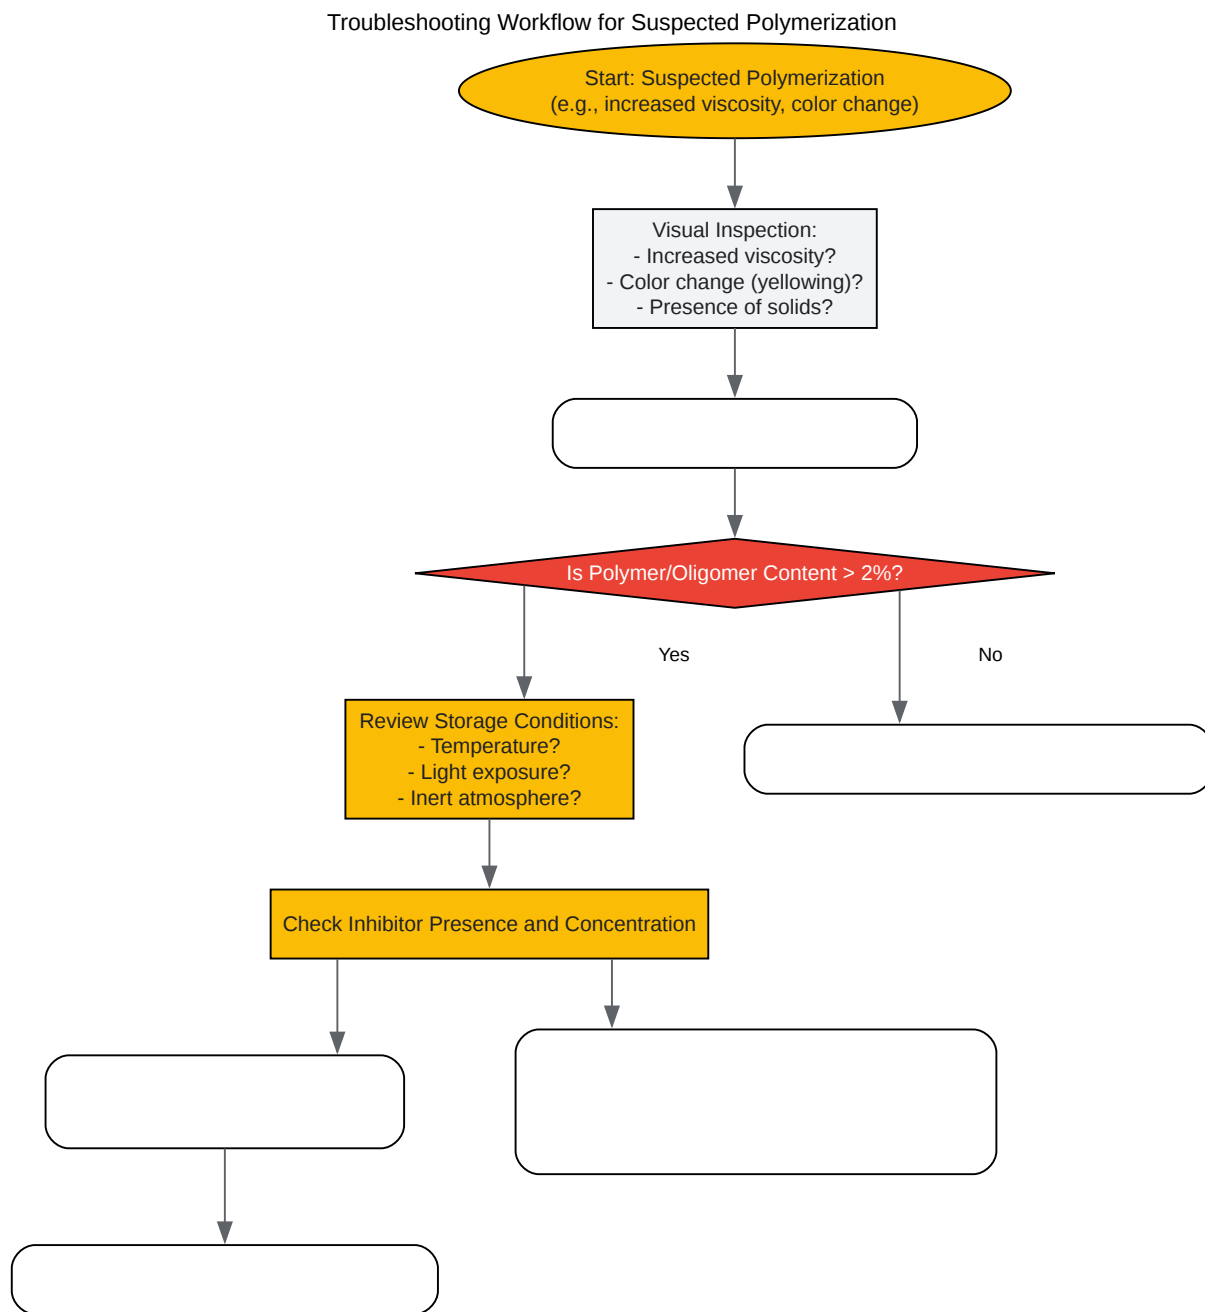 Troubleshooting Workflow for Suspected Polymerization
Start: Suspected Polymerization
(e.g., increased viscosity, color change)
Visual Inspection:
- Increased viscosity?
- Color change (yellowing)?
- Presence of solids?
Is Polymer/Oligomer Content > 2%?
Yes
No
Review Storage Conditions:
- Temperature?
- Light exposure?
- Inert atmosphere?
Check Inhibitor Presence and Concentration